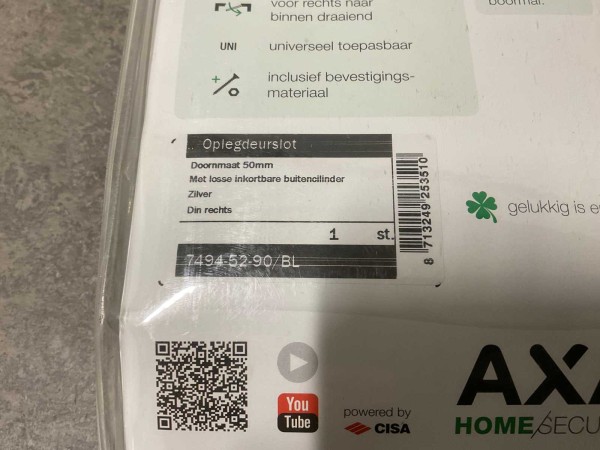 voor rechts naar
binnen draaiend
UNI universeel toepasbaar
inclusief bevestigings-
materiaal
Oplegdeurslot
Doornmaat 50mm
Met losse inkortbare buitencilinder
Zilver
Din rechts
1 st.
7494-52-90/BL
8 713249 253510
gelukkig is e
You
Tube
powered by
CISA
AXA
HOME/SECU